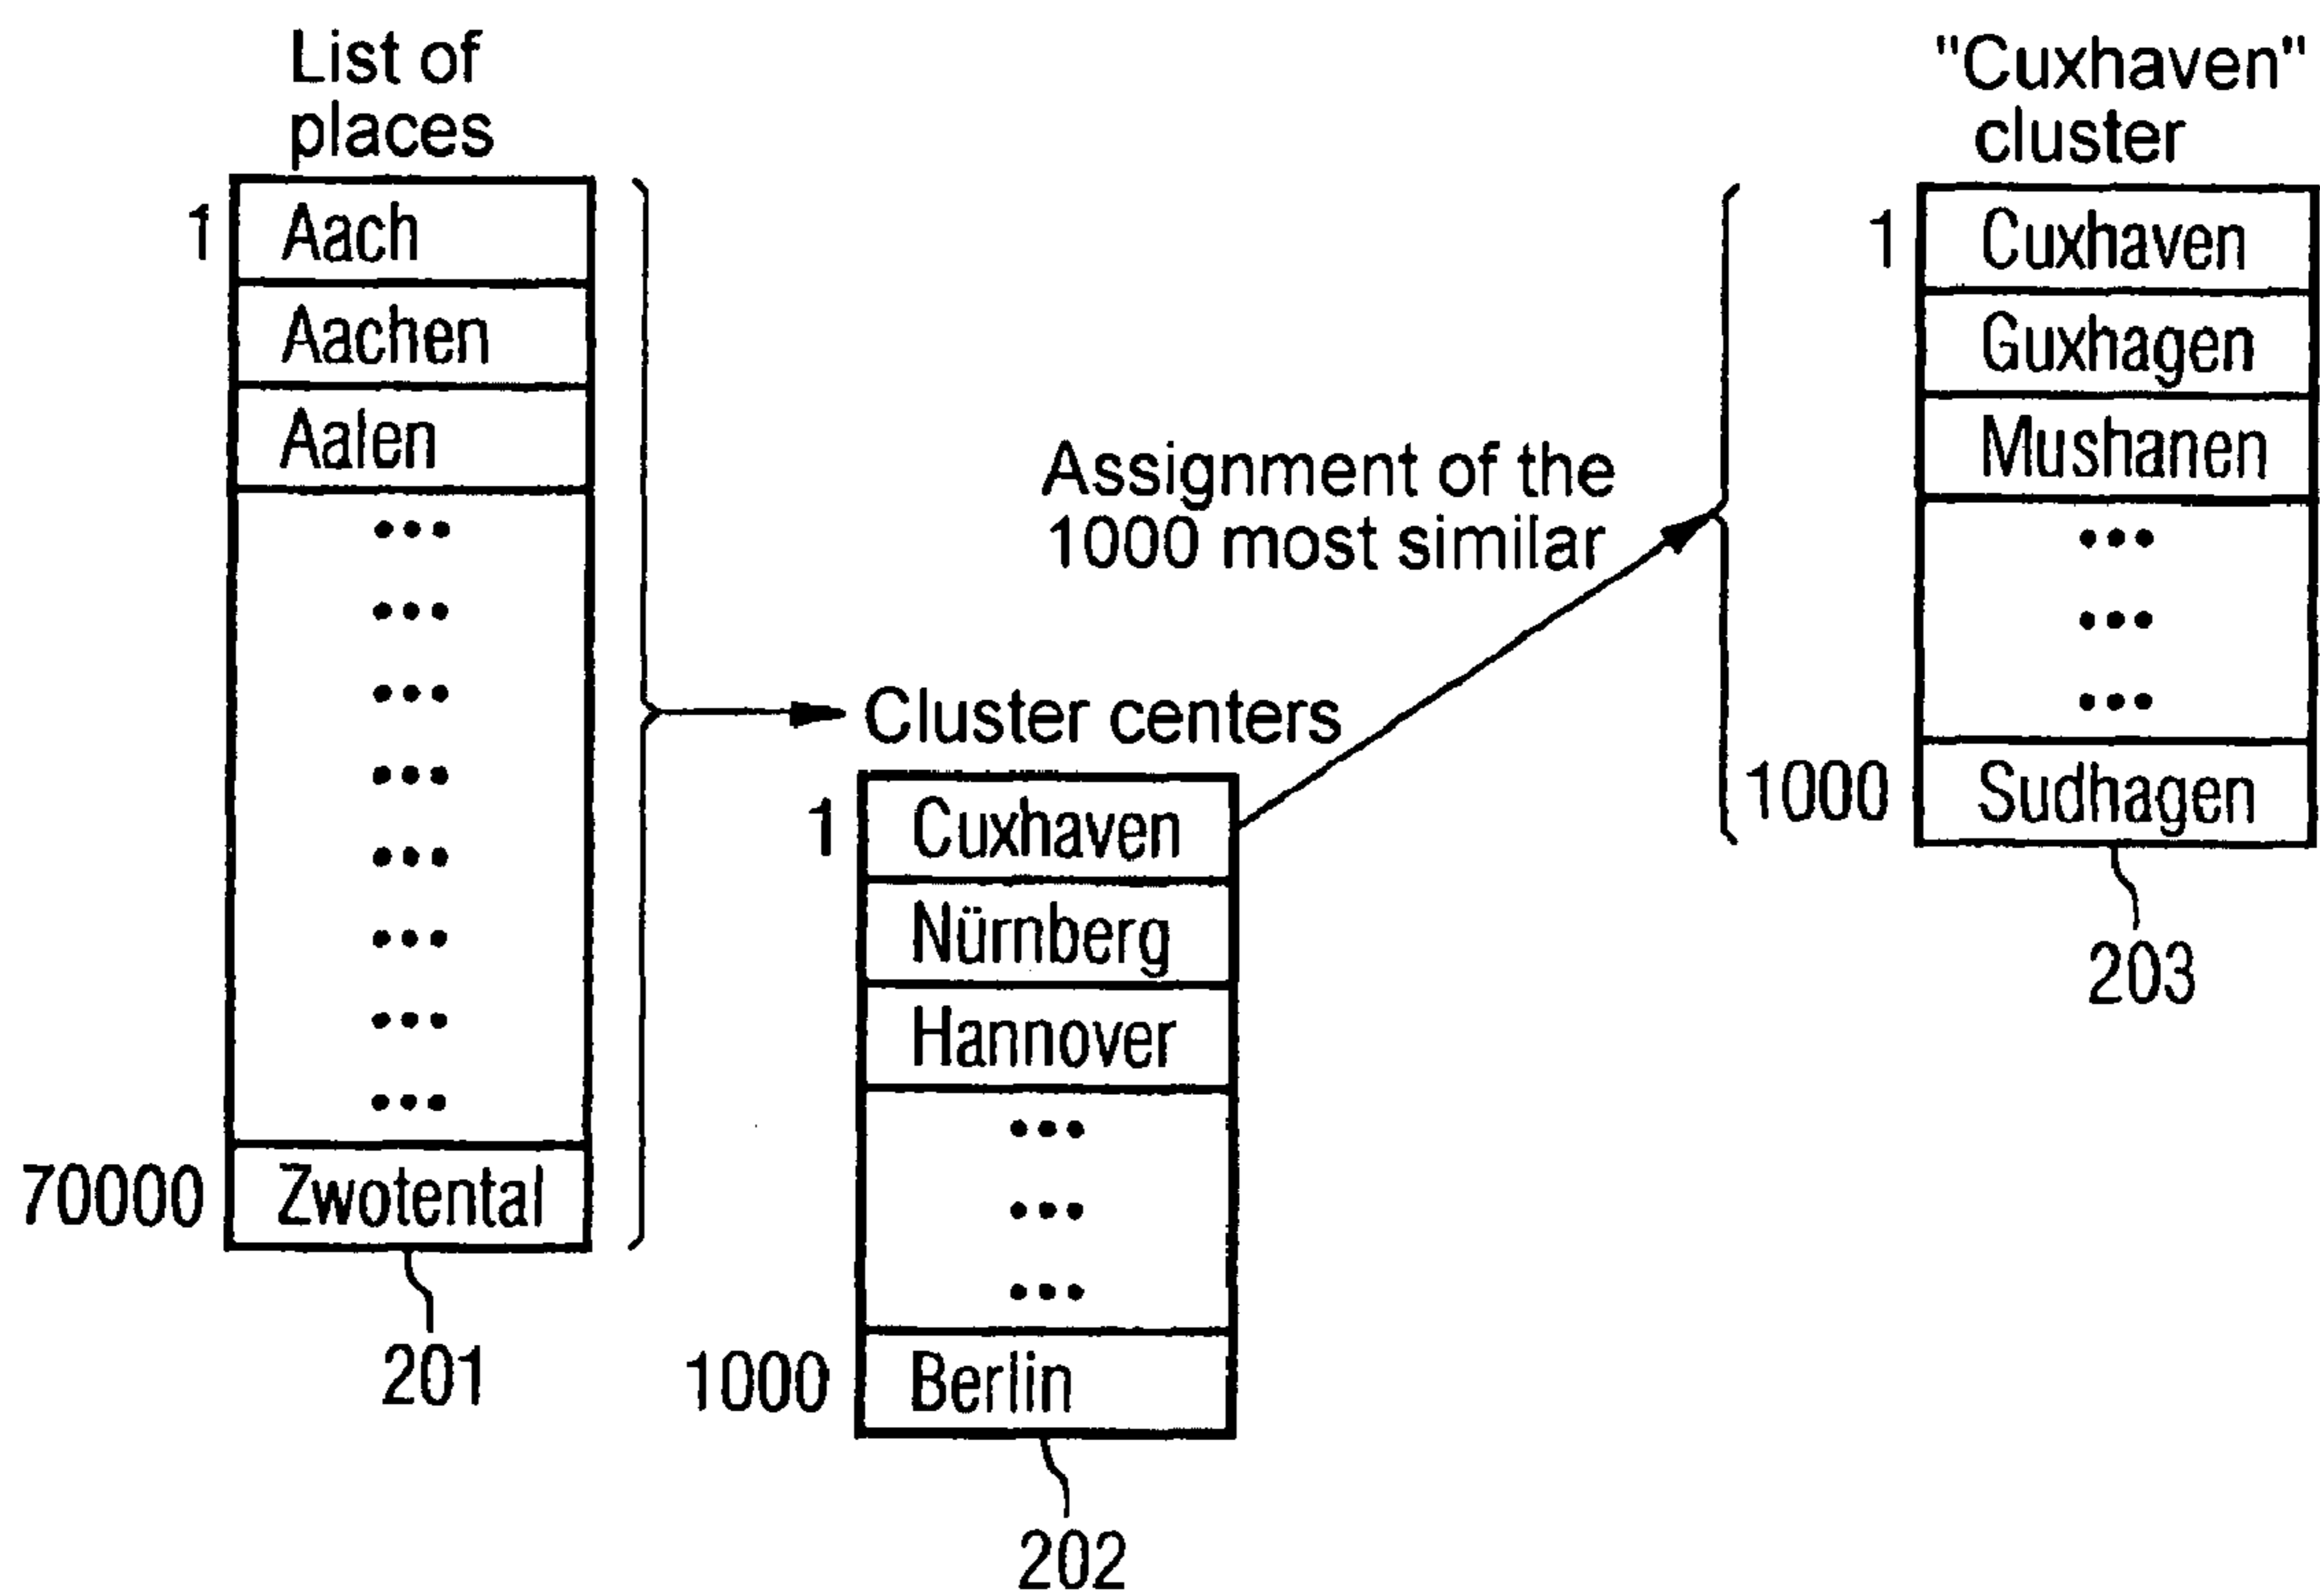 List of
places
1 Aach
Aachen
Aalen
...
...
...
...
...
...
...
...
70000 Zwotental
201
Cluster centers
1 Cuxhaven
Nürnberg
Hannover
...
...
...
1000 Berlin
202
Assignment of the
1000 most similar
"Cuxhaven"
cluster
1 Cuxhaven
Guxhagen
Mushanen
...
...
...
1000 Sudhagen
203